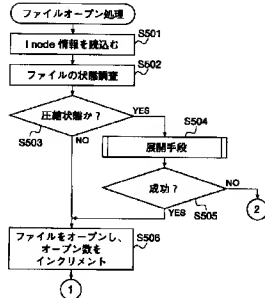 ファイルオープン処理
S501
I node 情報を読込む
S502
ファイルの状態調査
圧縮状態か?
YES
S503
NO
S504
展開手段
成功?
NO
YES
S505
2
S506
ファイルをオープンし、
オープン数を
インクリメント
1